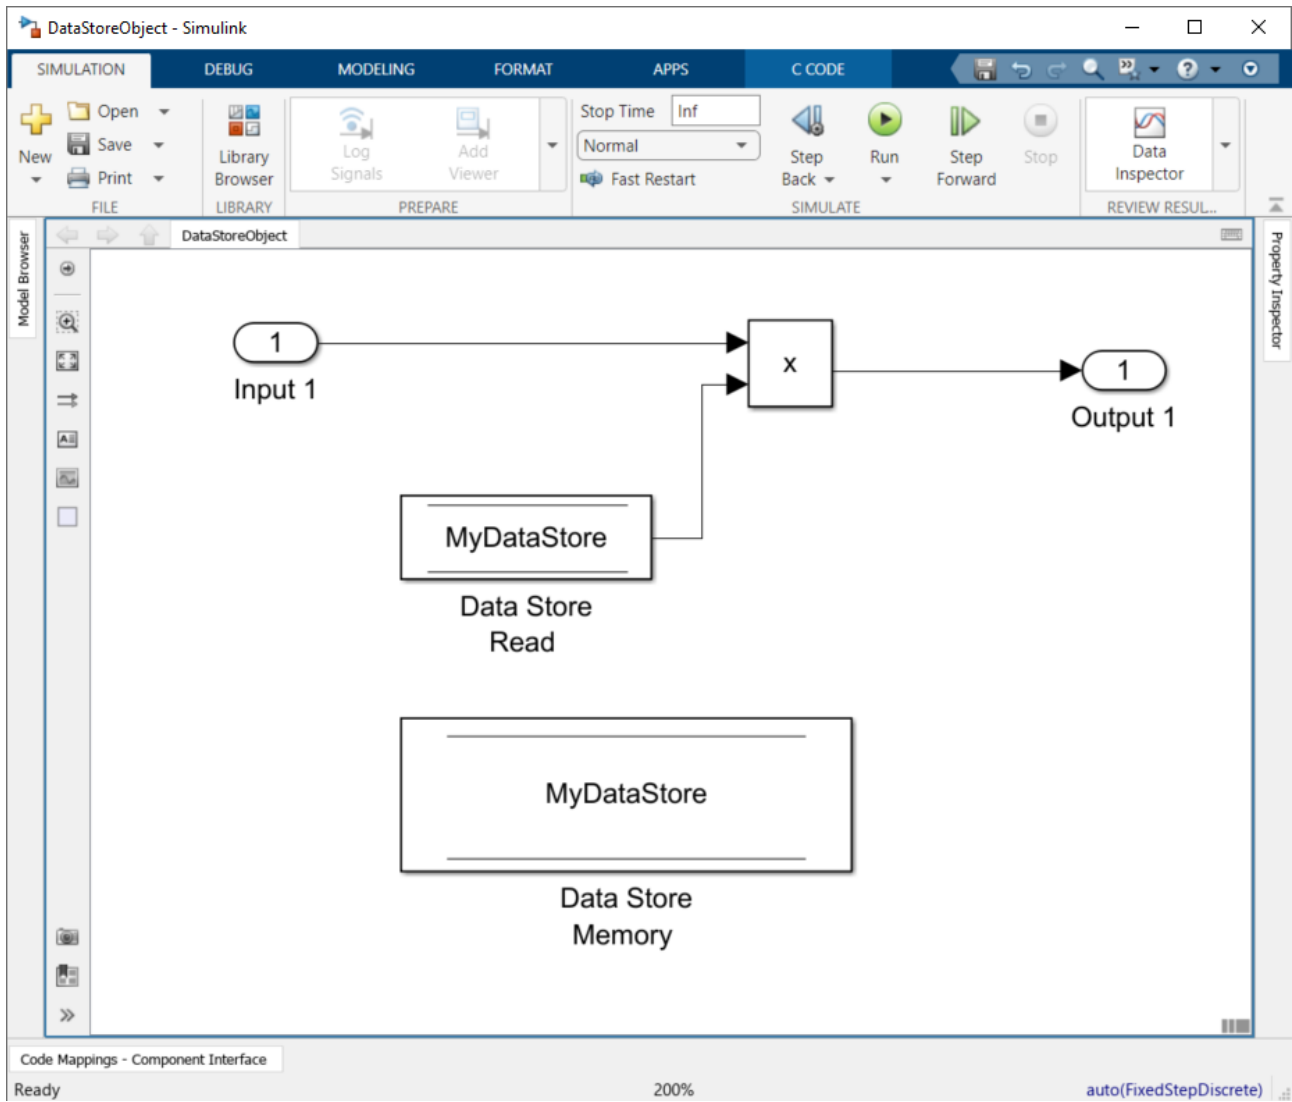 DataStoreObject - Simulink
SIMULATION DEBUG MODELING FORMAT APPS C CODE
New
Open
Save
Print
FILE
Library
Browser
LIBRARY
Log
Signals
Add
Viewer
PREPARE
Stop Time Inf
Normal
Fast Restart
Step
Back
Run
Step
Forward
Stop
SIMULATE
Data
Inspector
REVIEW RESUL...
Model Browser
DataStoreObject
Property Inspector
1
Input 1
x
1
Output 1
MyDataStore
Data Store
Read
MyDataStore
Data Store
Memory
Code Mappings - Component Interface
Ready 200% auto(FixedStepDiscrete)